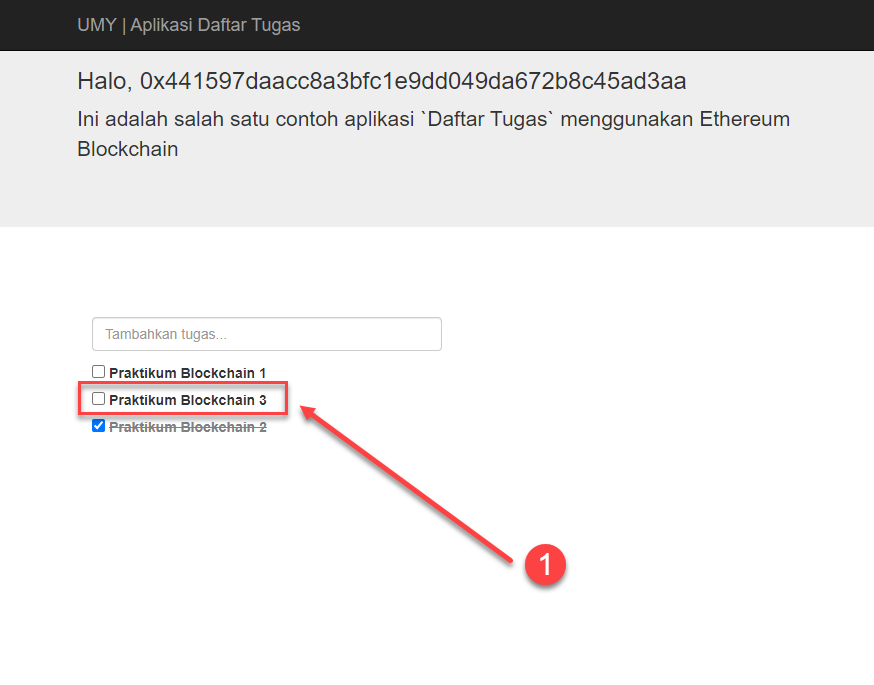 UMY | Aplikasi Daftar Tugas
Halo, 0x441597daacc8a3bfc1e9dd049da672b8c45ad3aa
Ini adalah salah satu contoh aplikasi `Daftar Tugas` menggunakan Ethereum
Blockchain
Tambahkan tugas...
Praktikum Blockchain 1
Praktikum Blockchain 3
Praktikum Blockchain 2
1